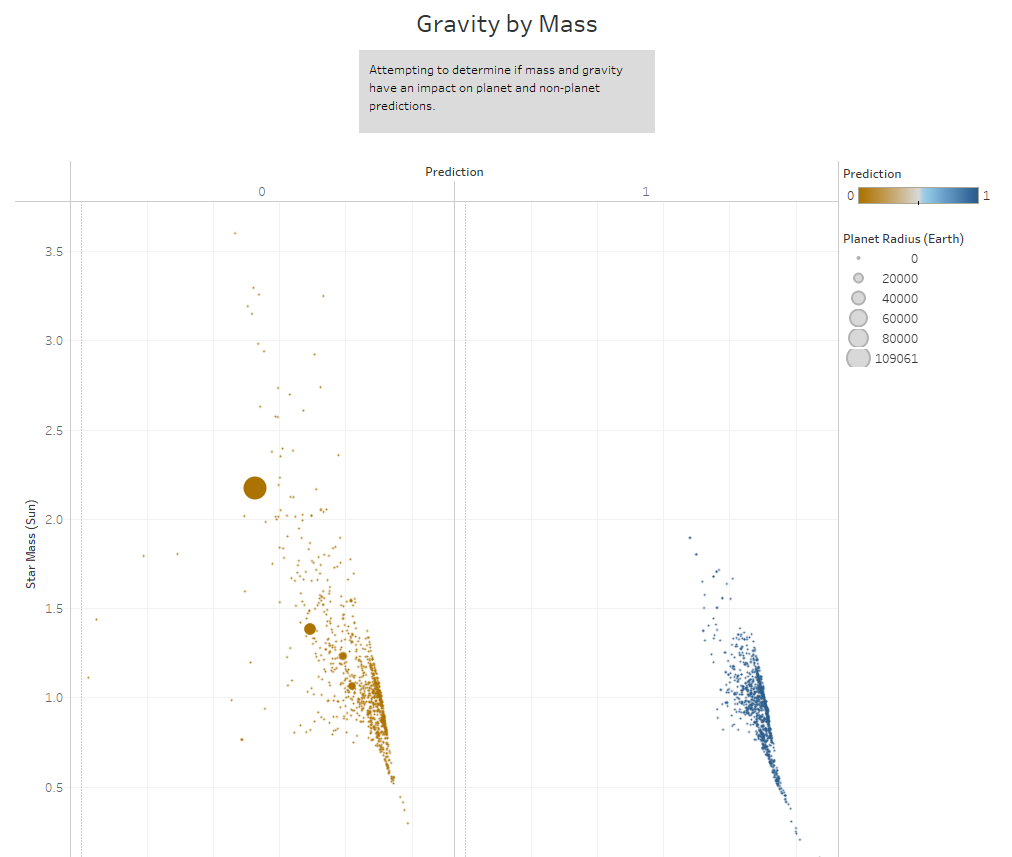 Gravity by Mass
Attempting to determine if mass and gravity
have an impact on planet and non-planet
predictions.
Prediction
0
1
3.5
3.0
2.5
2.0
1.5
1.0
0.5
Star Mass (Sun)
Prediction
0 1
Planet Radius (Earth)
0
20000
40000
60000
80000
109061